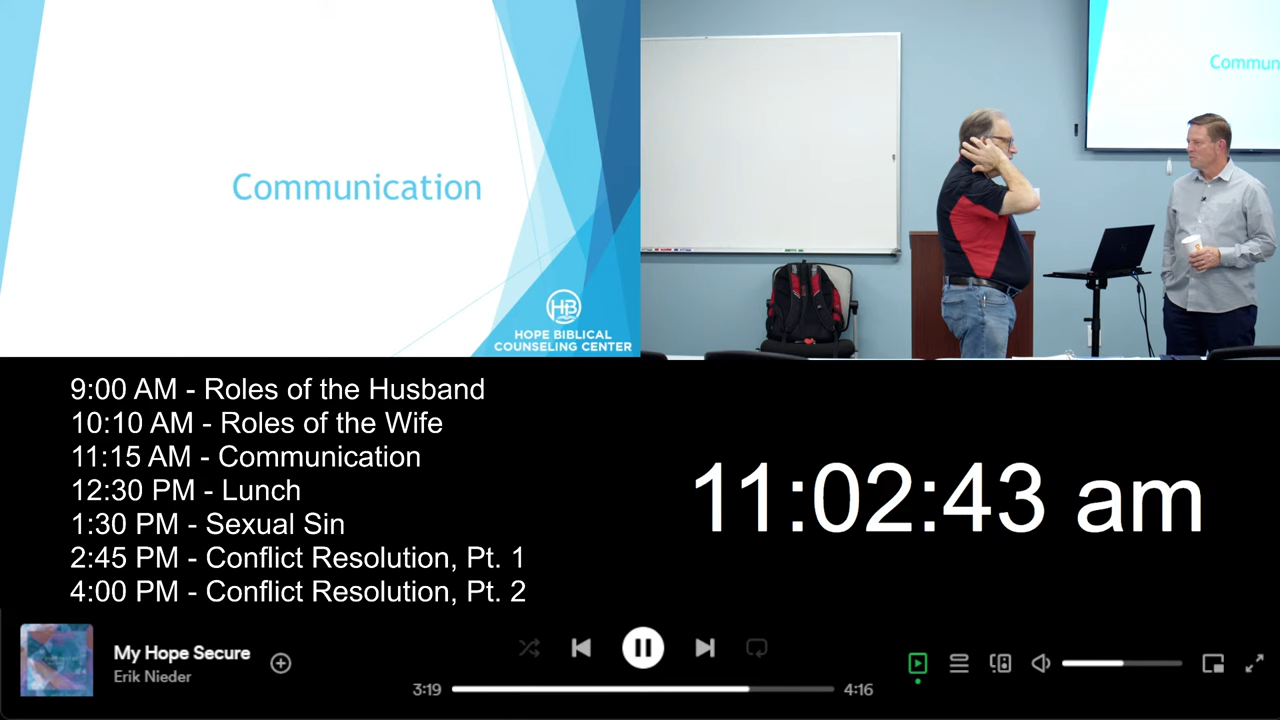 Communication
HB
HOPE BIBLICAL
COUNSELING CENTER
Commun
9:00 AM - Roles of the Husband
10:10 AM - Roles of the Wife
11:15 AM - Communication
12:30 PM - Lunch
1:30 PM - Sexual Sin
2:45 PM - Conflict Resolution, Pt. 1
4:00 PM - Conflict Resolution, Pt. 2
11:02:43 am
My Hope Secure
Erik Nieder
3:19
4:16